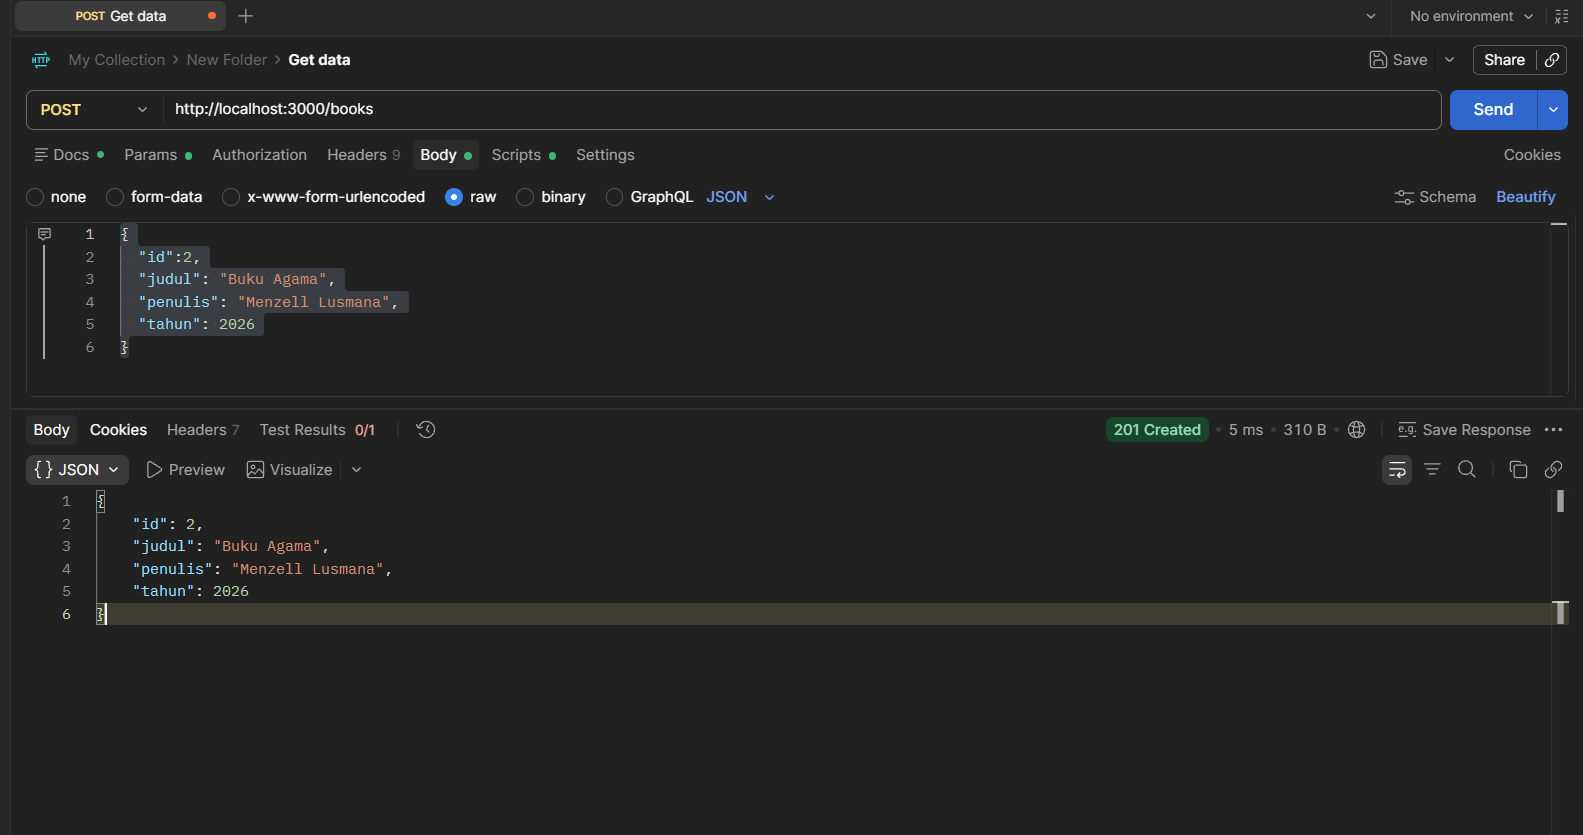 POST Get data
No environment
HTTP My Collection > New Folder > Get data
Save
Share
POST
http://localhost:3000/books
Send
Docs Params Authorization Headers 9 Body Scripts Settings
Cookies
none form-data x-www-form-urlencoded raw binary GraphQL JSON
Schema
Beautify
1 {
2 "id":2,
3 "judul": "Buku Agama",
4 "penulis": "Menzell Lusmana",
5 "tahun": 2026
6 }
Body Cookies Headers 7 Test Results 0/1
201 Created • 5 ms • 310 B •
e.g. Save Response
{} JSON Preview Visualize
1 {
2 "id": 2,
3 "judul": "Buku Agama",
4 "penulis": "Menzell Lusmana",
5 "tahun": 2026
6 }